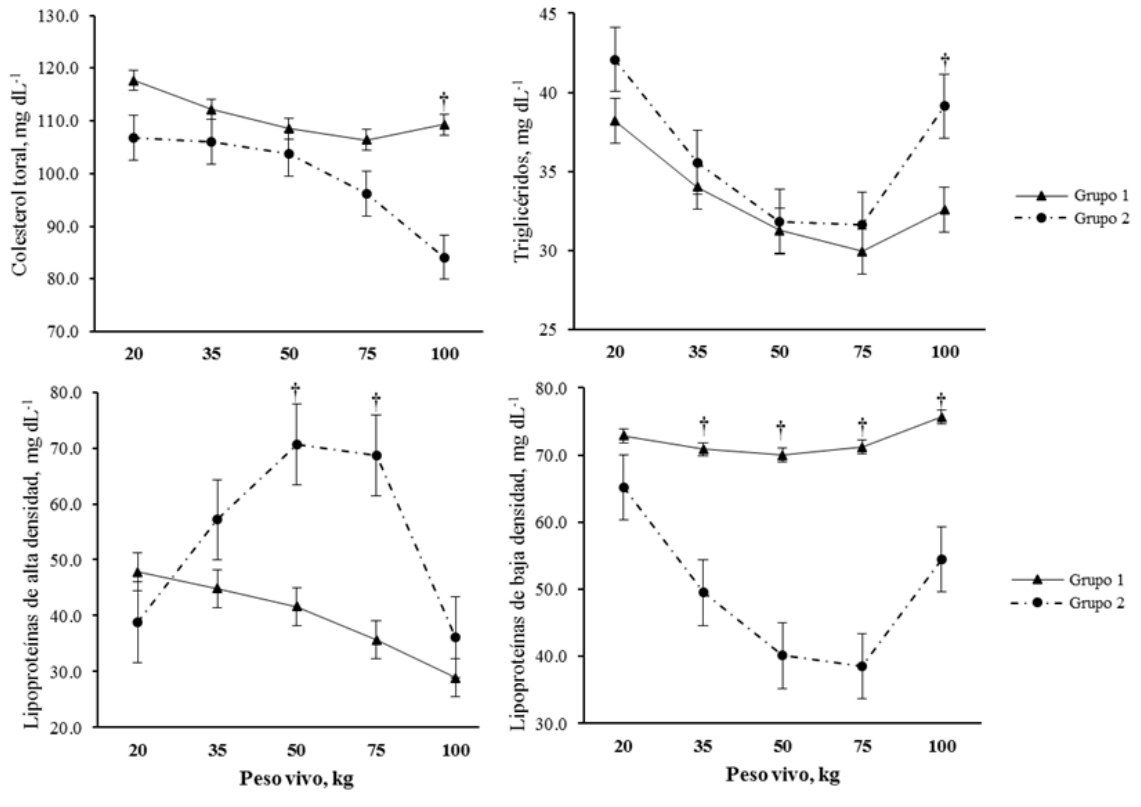 Colesterol toral, mg dL-1
130.0
120.0
110.0
100.0
90.0
80.0
70.0
†
20 35 50 75 100
Triglicéridos, mg dL-1
45
40
35
30
25
†
20 35 50 75 100
Grupo 1
Grupo 2
Lipoproteínas de alta densidad, mg dL-1
80.0
70.0
60.0
50.0
40.0
30.0
20.0
† †
20 35 50 75 100
Peso vivo, kg
Lipoproteínas de baja densidad, mg dL-1
80.0
70.0
60.0
50.0
40.0
30.0
† † † †
20 35 50 75 100
Peso vivo, kg
Grupo 1
Grupo 2